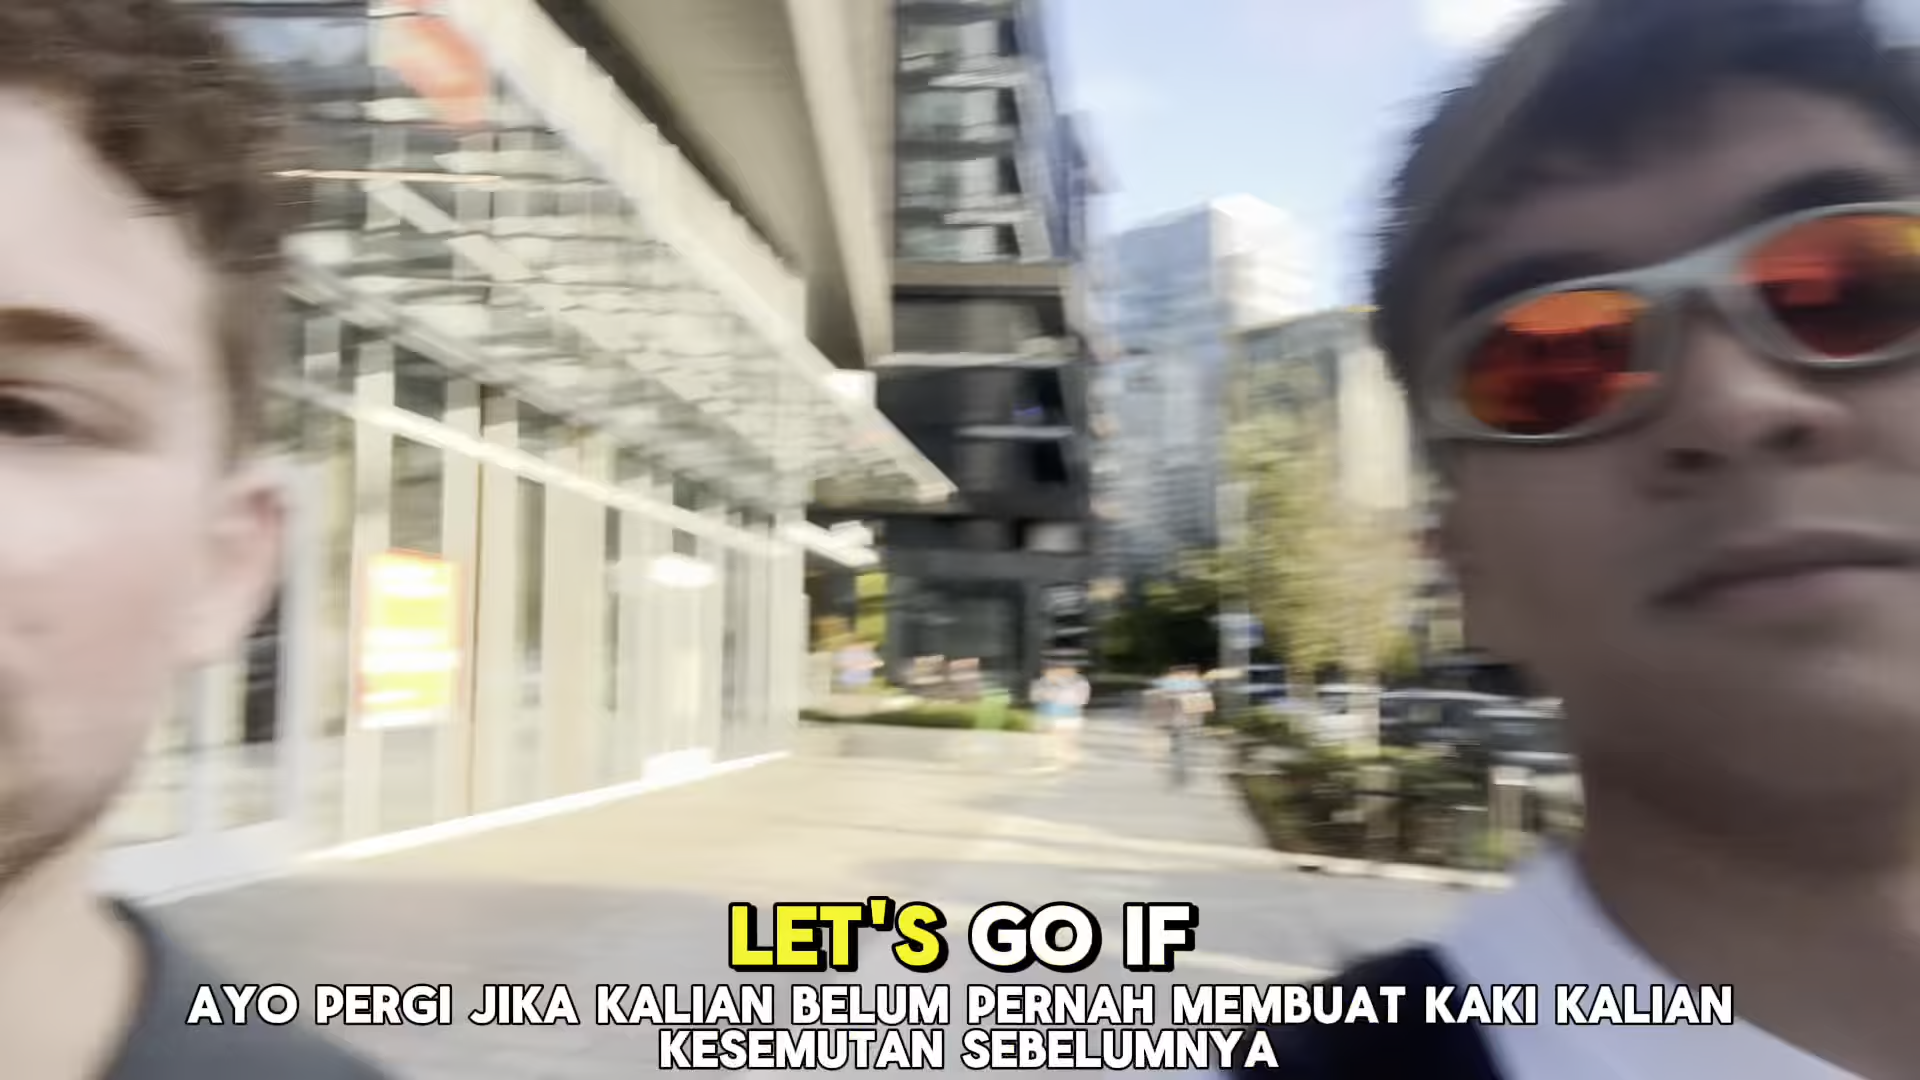 LET'S GO IF
AYO PERGI JIKA KALIAN BELUM PERNAH MEMBUAT KAKI KALIAN
KESEMUTAN SEBELUMNYA